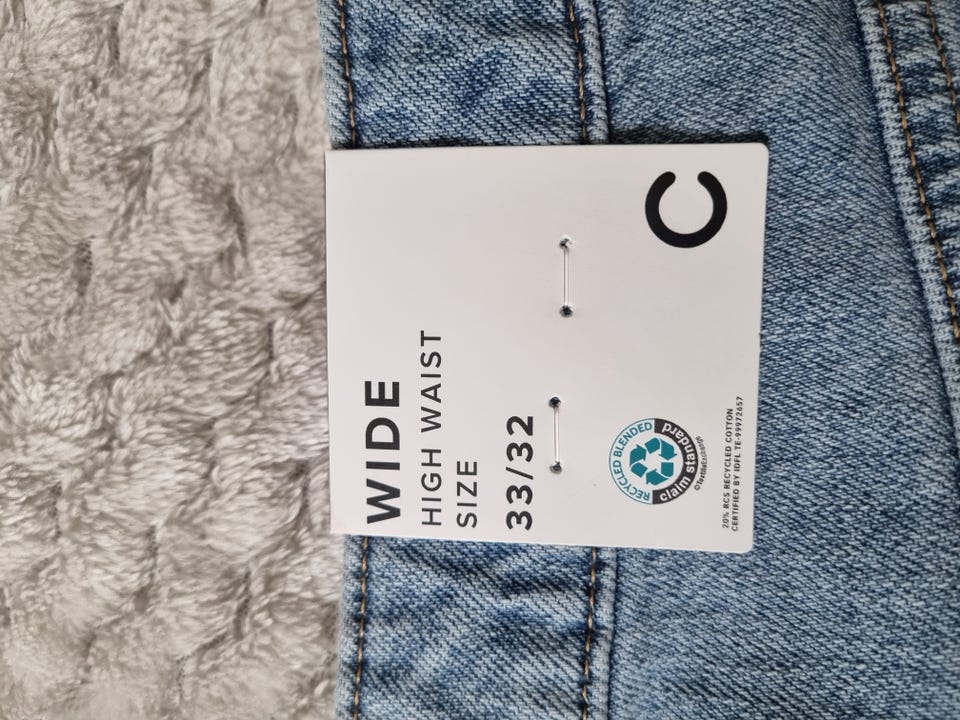 WIDE
HIGH WAIST
SIZE
33/32
C
RECYCLED BLENDED
claim standard
©TextileExchange
20% RCS RECYCLED COTTON
CERTIFIED BY IDFL TE-99972657